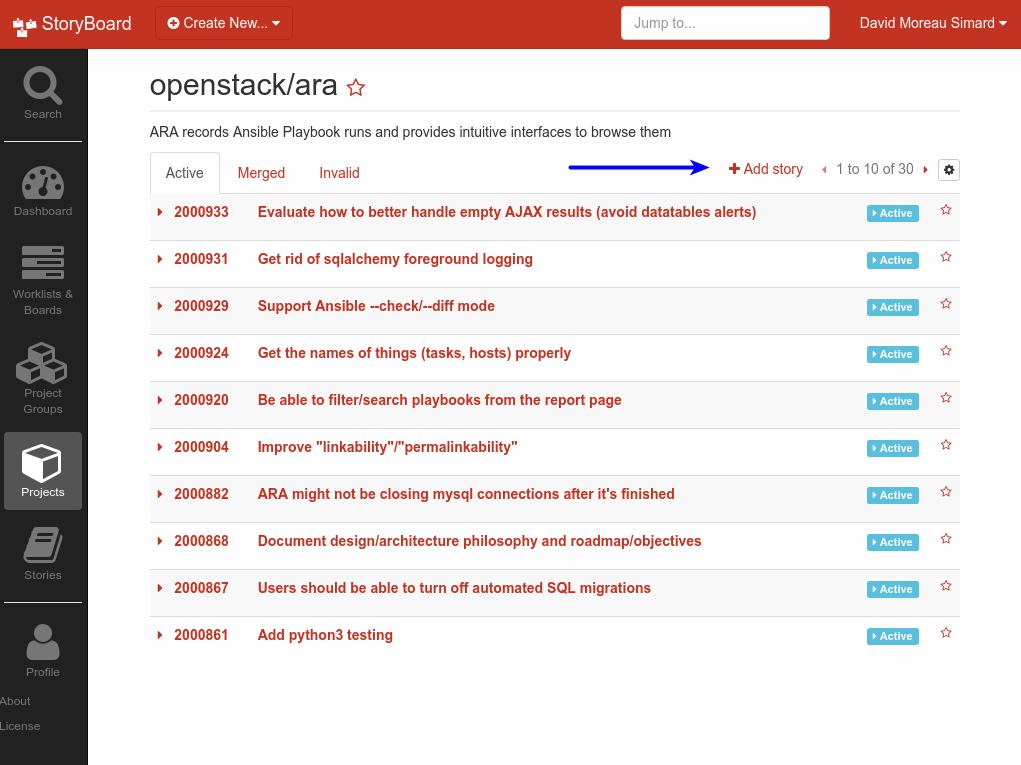 StoryBoard
Create New...
Jump to...
David Moreau Simard
Search
Dashboard
Worklists &
Boards
Project
Groups
Projects
Stories
Profile
About
License
openstack/ara
ARA records Ansible Playbook runs and provides intuitive interfaces to browse them
Active Merged Invalid Add story 1 to 10 of 30
2000933 Evaluate how to better handle empty AJAX results (avoid datatables alerts) Active
2000931 Get rid of sqlalchemy foreground logging Active
2000929 Support Ansible --check/--diff mode Active
2000924 Get the names of things (tasks, hosts) properly Active
2000920 Be able to filter/search playbooks from the report page Active
2000904 Improve "linkability"/"permalinkability" Active
2000882 ARA might not be closing mysql connections after it's finished Active
2000868 Document design/architecture philosophy and roadmap/objectives Active
2000867 Users should be able to turn off automated SQL migrations Active
2000861 Add python3 testing Active